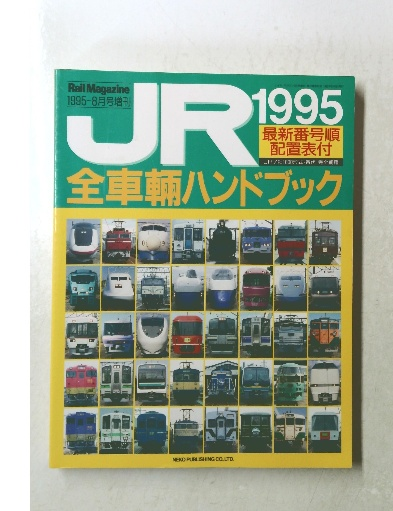 Rail Magazine
1995-8月号増刊
JR
1995
最新番号順
配置表付
全車輛ハンドブック
NEKO PUBLISHING CO.,LTD.